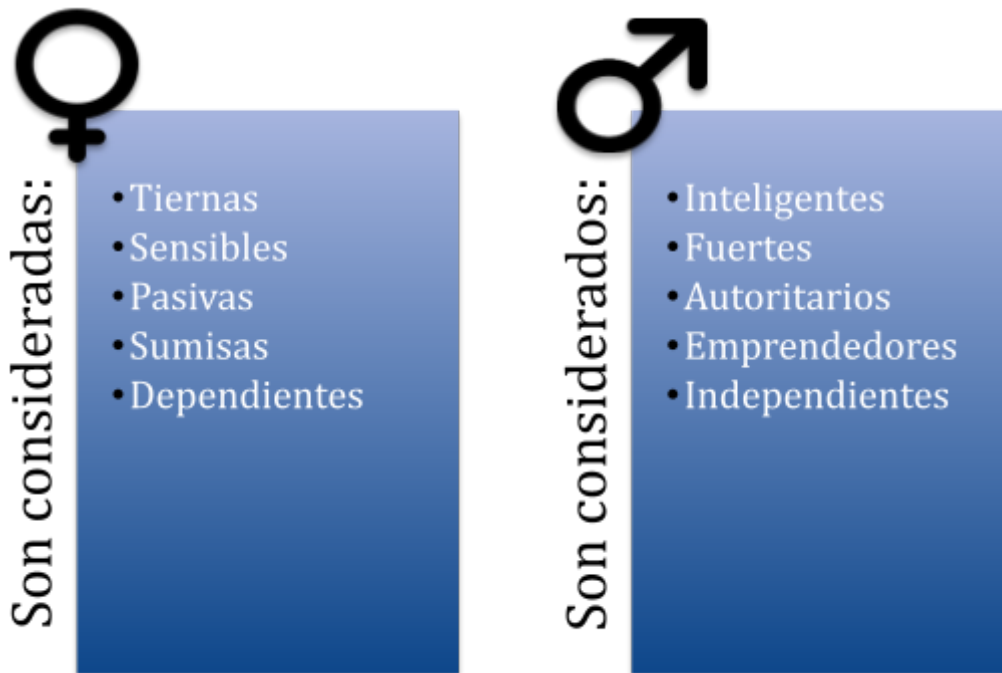 Son consideradas:
• Tiernas
• Sensibles
• Pasivas
• Sumisas
• Dependientes
Son considerados:
• Inteligentes
• Fuertes
• Autoritarios
• Emprendedores
• Independientes